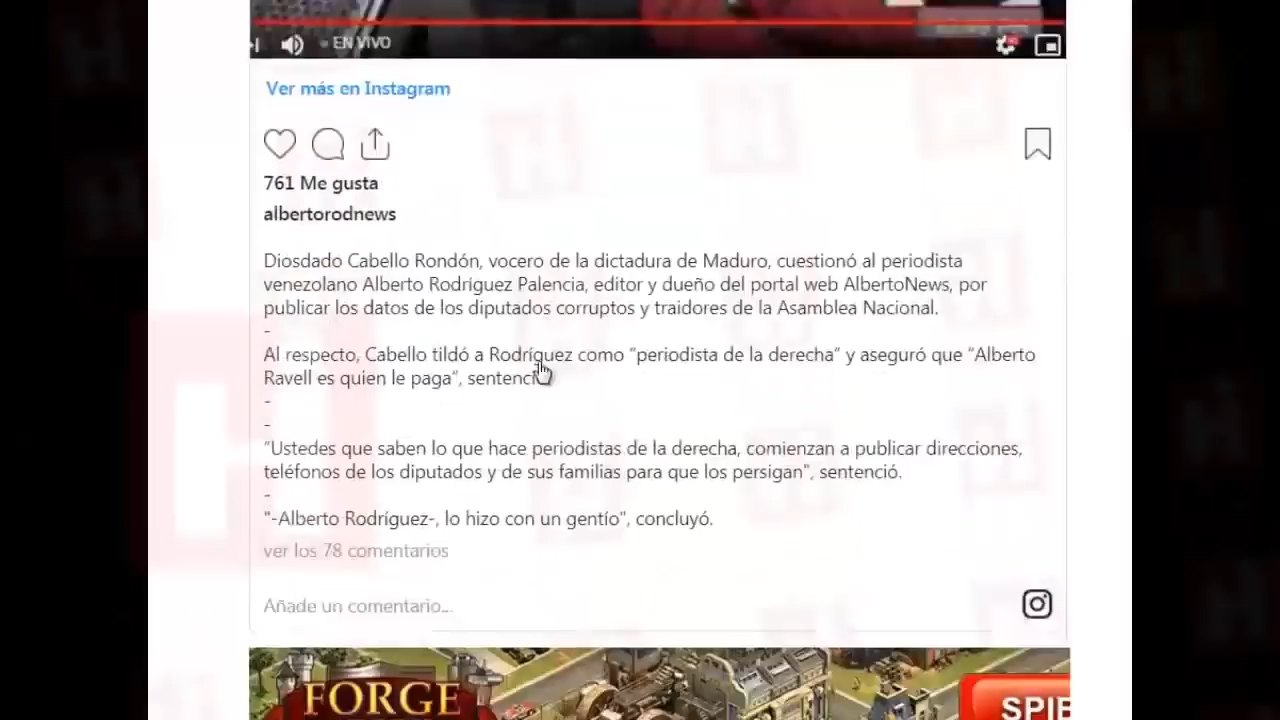 EN VIVO
Ver más en Instagram
761 Me gusta
albertorodnews
Diosdado Cabello Rondón, vocero de la dictadura de Maduro, cuestionó al periodista
venezolano Alberto Rodríguez Palencia, editor y dueño del portal web AlbertoNews, por
publicar los datos de los diputados corruptos y traidores de la Asamblea Nacional.
-
Al respecto, Cabello tildó a Rodríguez como "periodista de la derecha" y aseguró que "Alberto
Ravell es quien le paga", sentenció
-
-
"Ustedes que saben lo que hace periodistas de la derecha, comienzan a publicar direcciones,
teléfonos de los diputados y de sus familias para que los persigan", sentenció.
-
"-Alberto Rodríguez-, lo hizo con un gentío", concluyó.
ver los 78 comentarios
Añade un comentario...
FORGE
SPIE